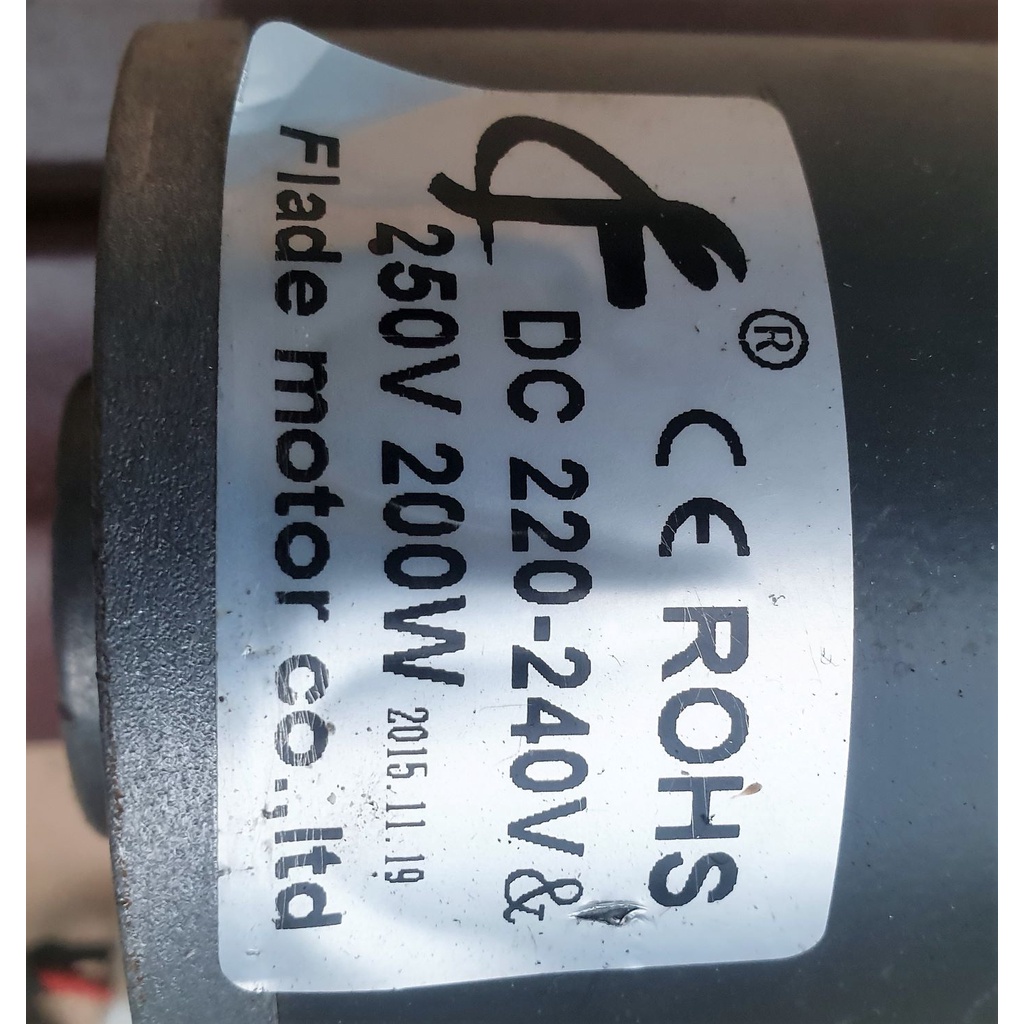 ®
CE ROHS
DC 220-240V &
250V 200W 2015.11.19
Flade motor co.,ltd